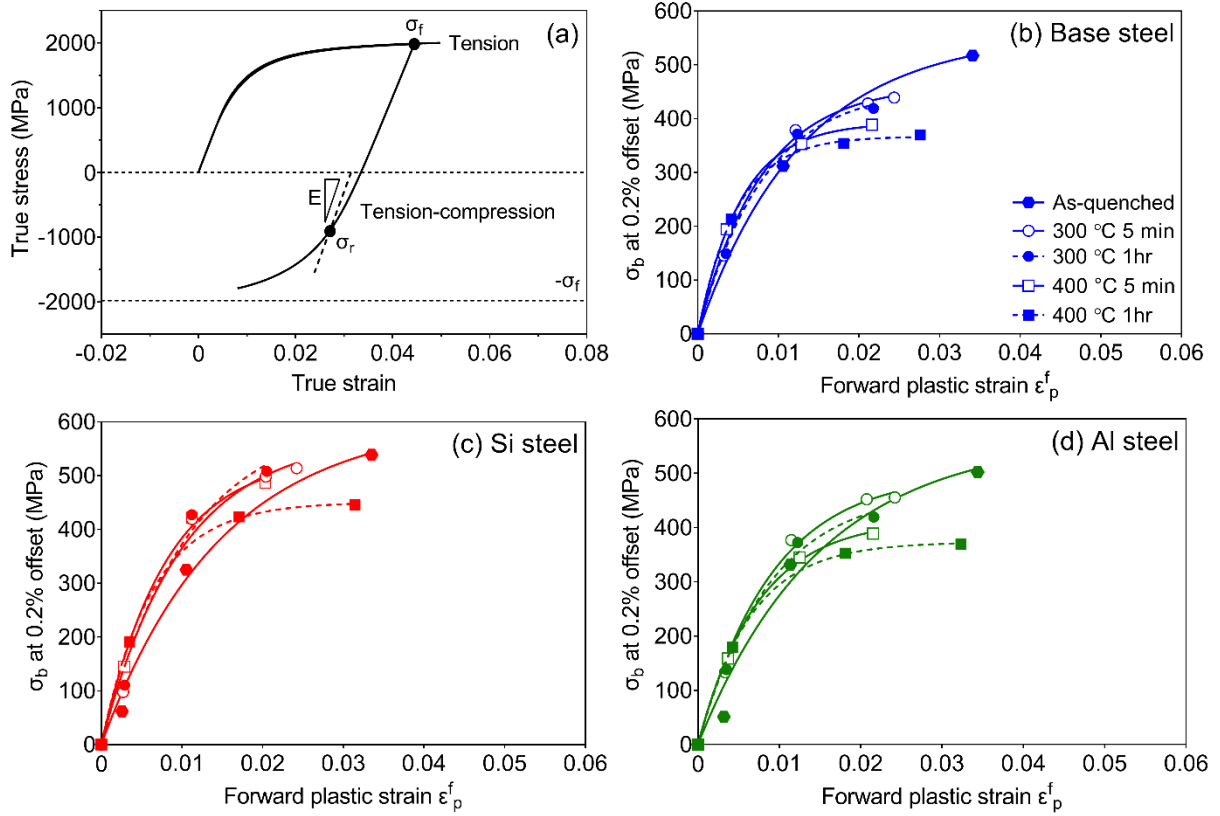 (a)
True stress (MPa)
2000
1000
0
-1000
-2000
σf
Tension
E
Tension-compression
σr
-σf
-0.02 0 0.02 0.04 0.06 0.08
True strain
(b) Base steel
σb at 0.2% offset (MPa)
600
500
400
300
200
100
0
As-quenched
300 °C 5 min
300 °C 1hr
400 °C 5 min
400 °C 1hr
0 0.01 0.02 0.03 0.04 0.05 0.06
Forward plastic strain εfp
(c) Si steel
σb at 0.2% offset (MPa)
600
500
400
300
200
100
0
0 0.01 0.02 0.03 0.04 0.05 0.06
Forward plastic strain εfp
(d) Al steel
σb at 0.2% offset (MPa)
600
500
400
300
200
100
0
0 0.01 0.02 0.03 0.04 0.05 0.06
Forward plastic strain εfp